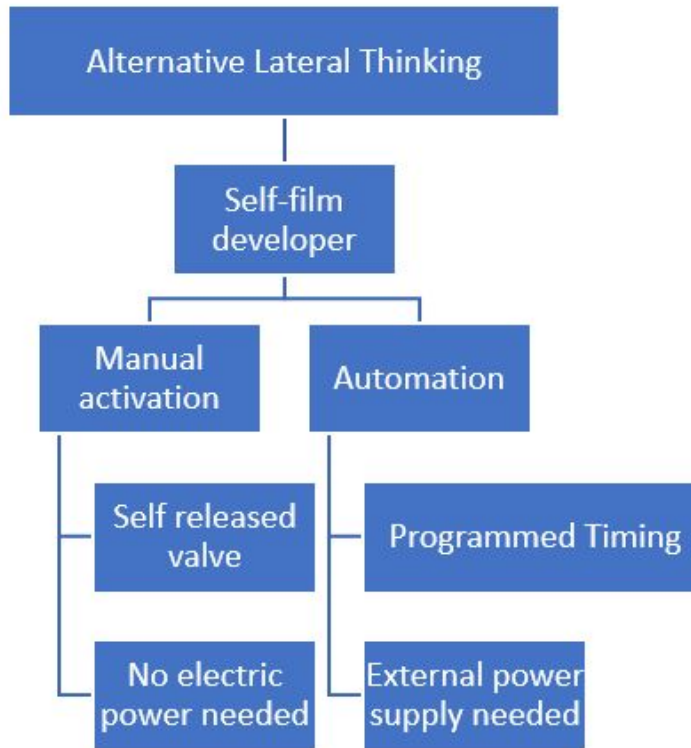 Alternative Lateral Thinking
Self-film
developer
Manual
activation
Automation
Self released
valve
Programmed Timing
No electric
power needed
External power
supply needed